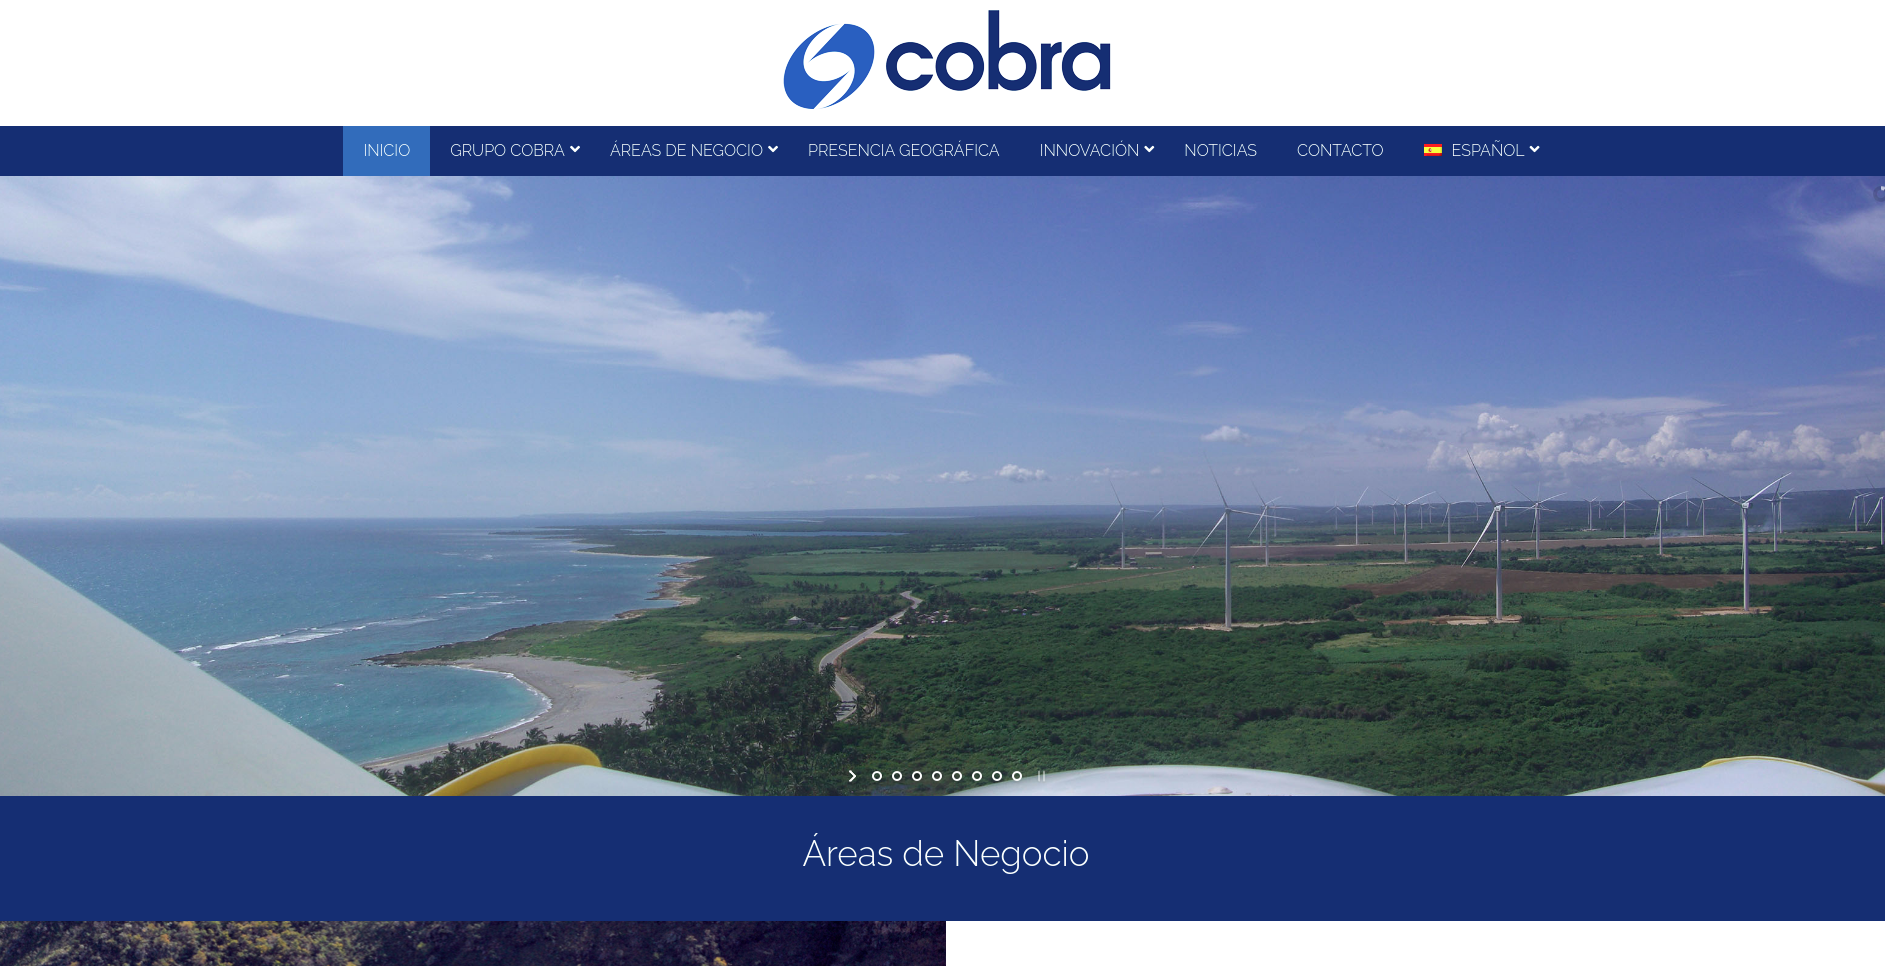 cobra
INICIO GRUPO COBRA ÁREAS DE NEGOCIO PRESENCIA GEOGRÁFICA INNOVACIÓN NOTICIAS CONTACTO ESPAÑOL
Áreas de Negocio